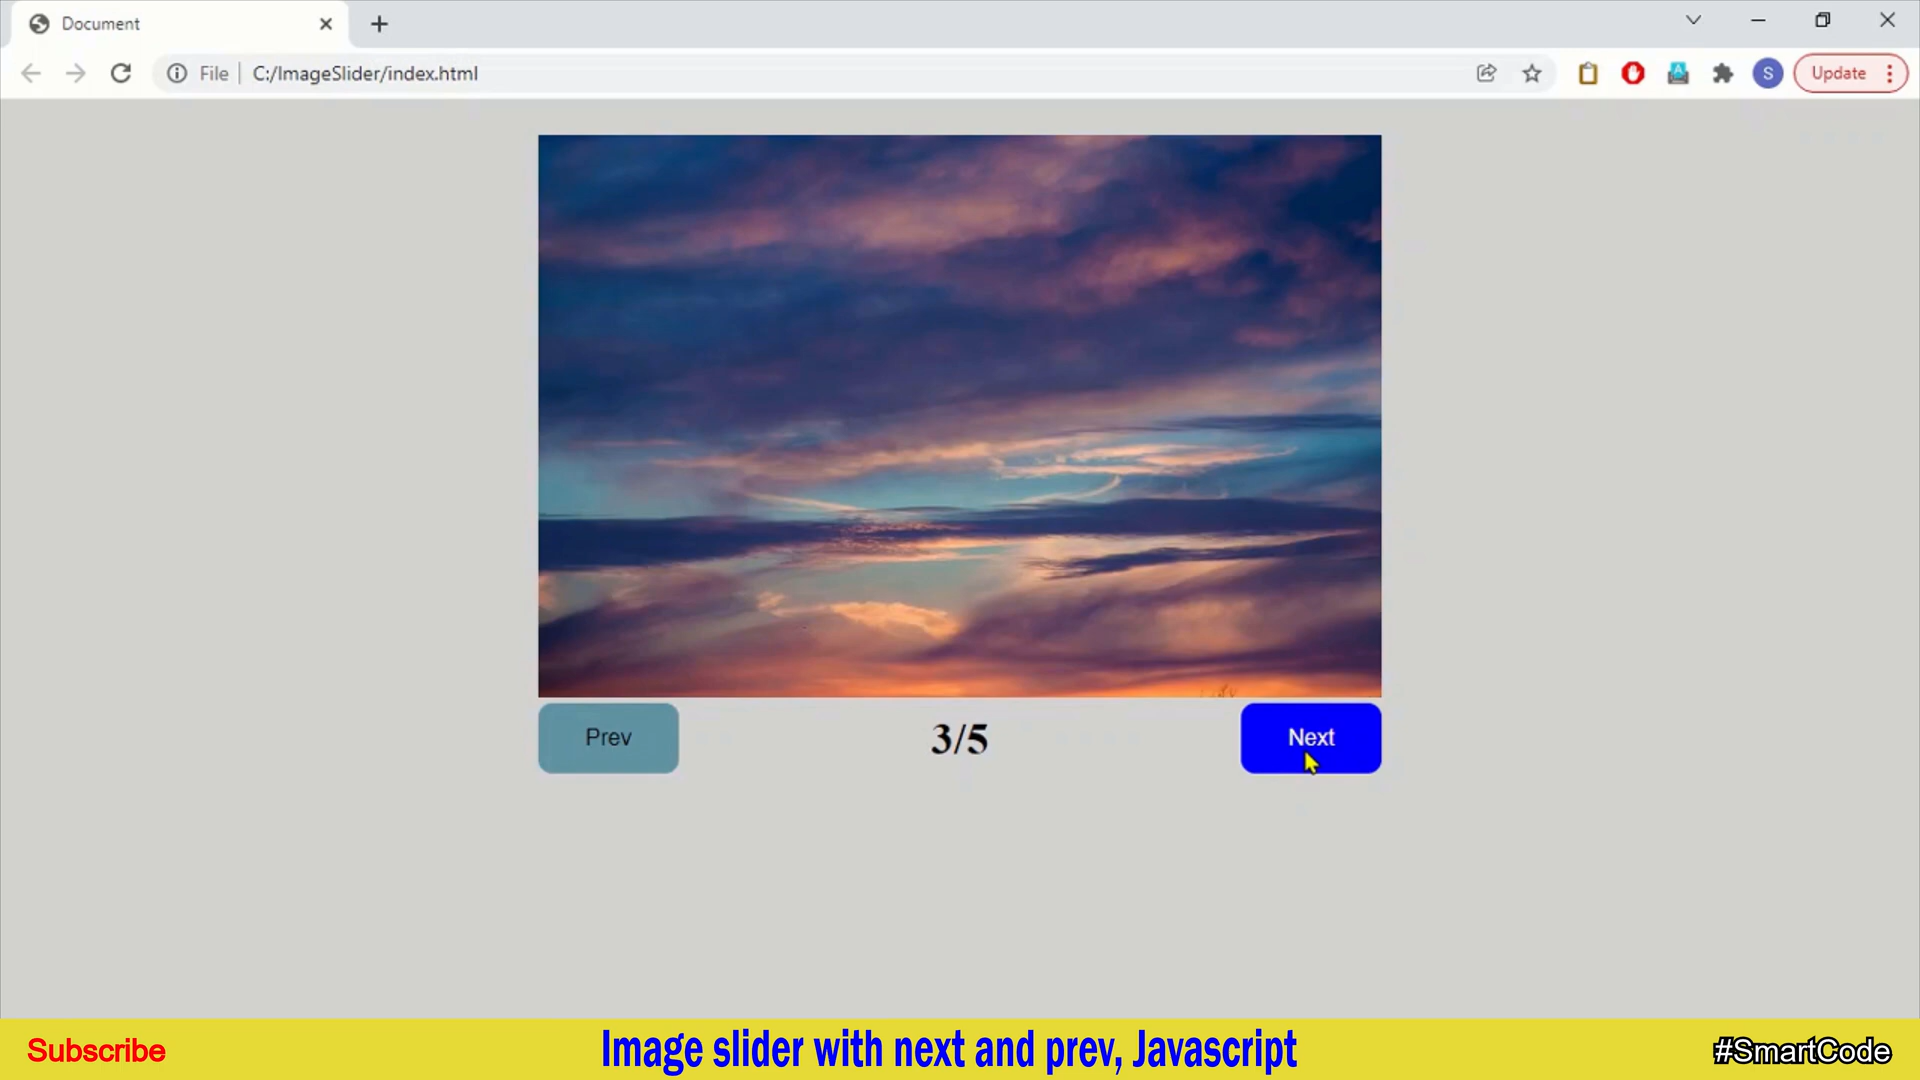 Document
File
C:/ImageSlider/index.html
S
Update
Prev
3/5
Next
Subscribe
Image slider with next and prev, Javascript
#SmartCode